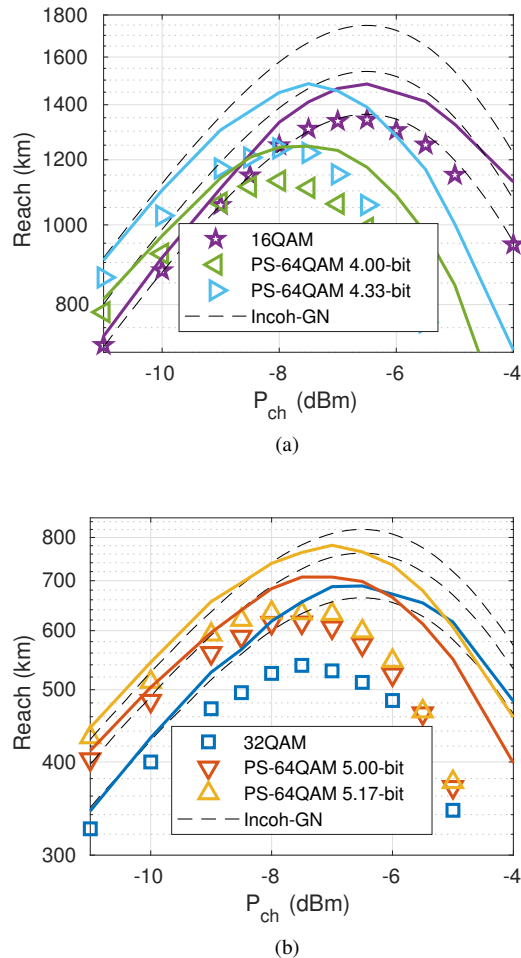 1800
1400
1200
1000
800
Reach (km)
16QAM
PS-64QAM 4.00-bit
PS-64QAM 4.33-bit
Incoh-GN
-10
-8
-6
-4
P_ch (dBm)
(a)
800
700
600
500
400
300
Reach (km)
32QAM
PS-64QAM 5.00-bit
PS-64QAM 5.17-bit
Incoh-GN
-10
-8
-6
-4
P_ch (dBm)
(b)